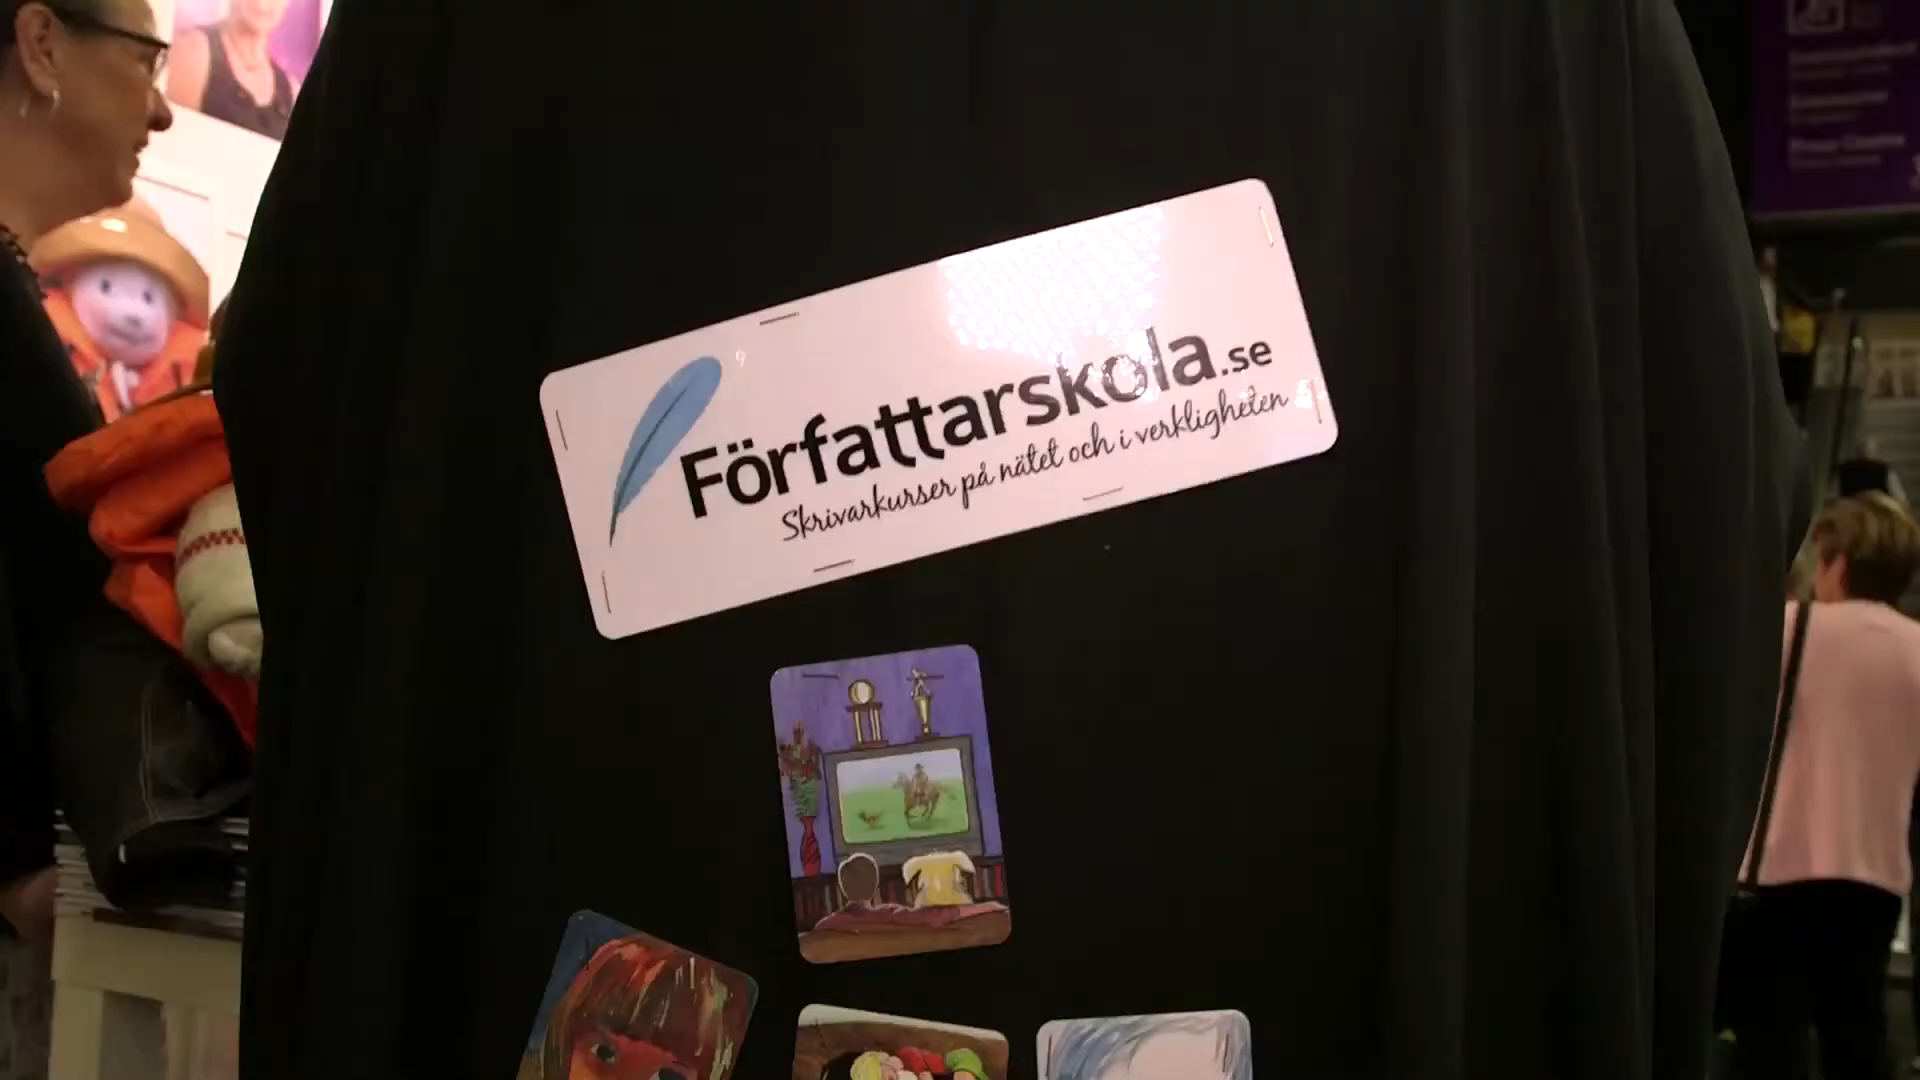 Författarskola.se
Skrivarkurser på nätet och i verkligheten